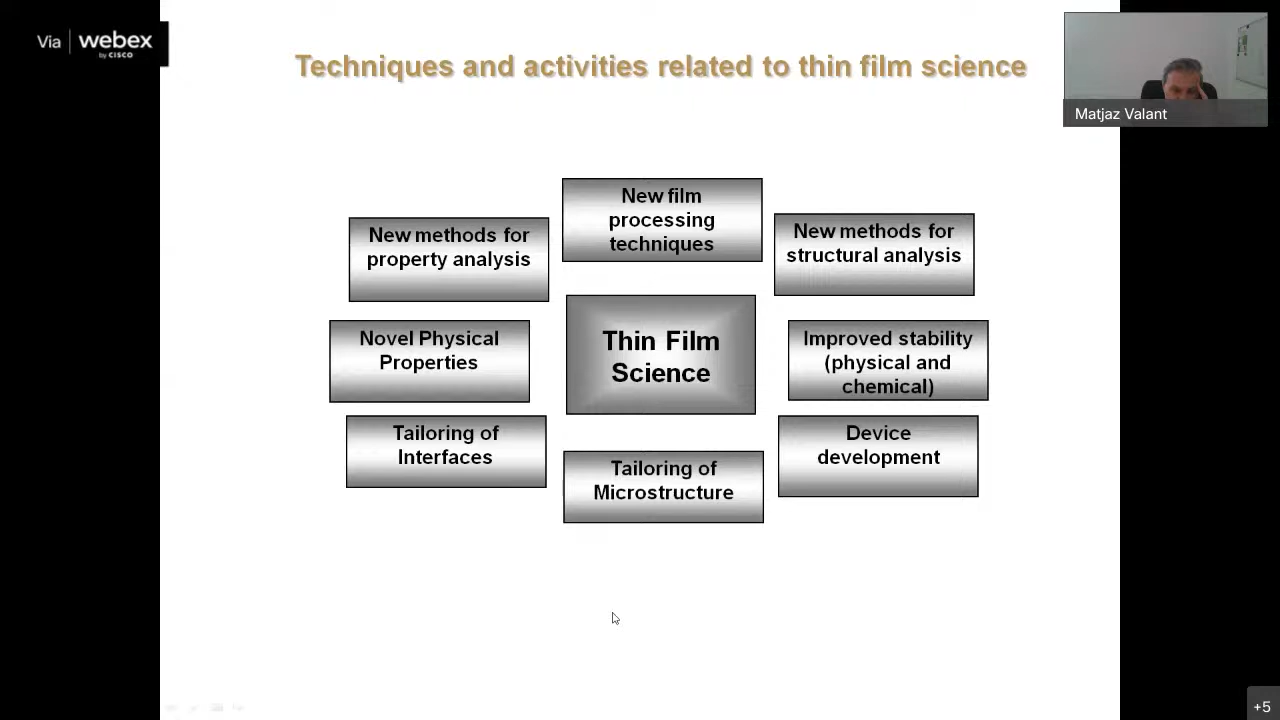 Via webex
by CISCO
Techniques and activities related to thin film science
Matjaz Valant
New film
processing
techniques
New methods for
property analysis
New methods for
structural analysis
Novel Physical
Properties
Thin Film
Science
Improved stability
(physical and
chemical)
Tailoring of
Interfaces
Tailoring of
Microstructure
Device
development
+5